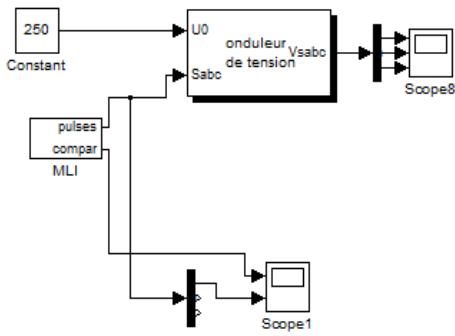 250
Constant
U0
onduleur
de tension
Vsabc
Sabc
Scope8
pulses
compar
MLI
Scope1